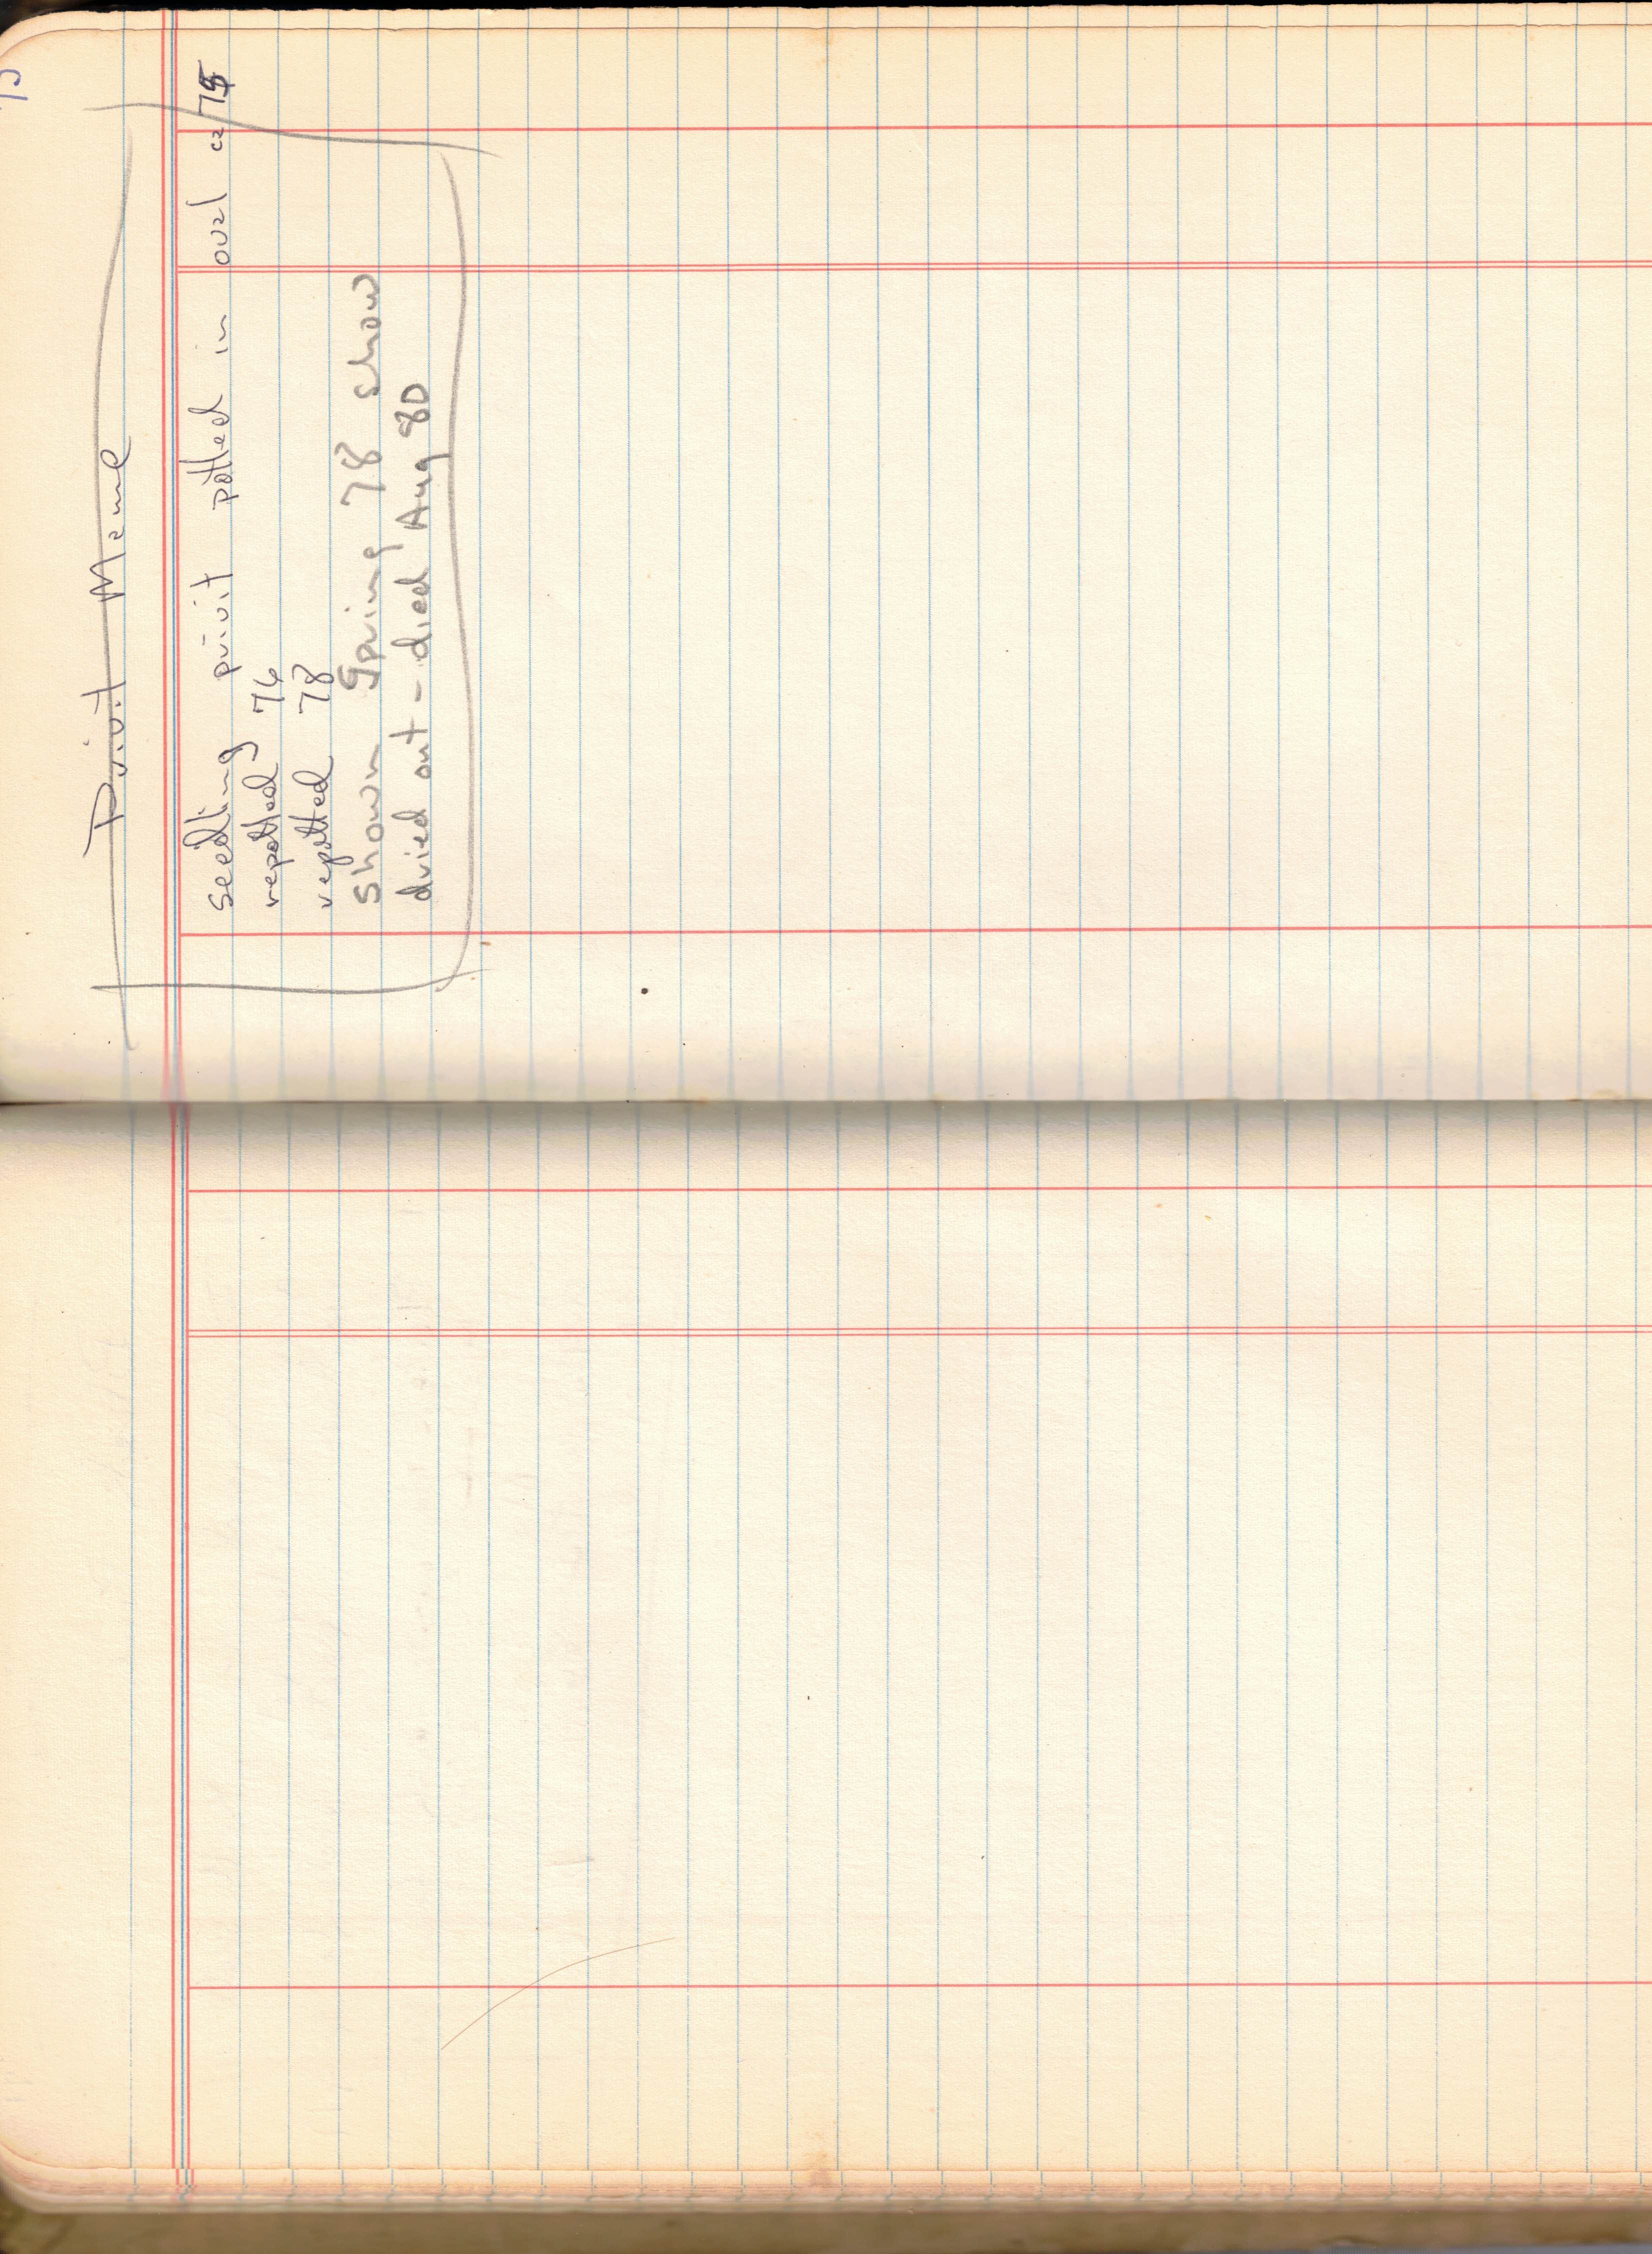 75
Privit Meme
seedling privit potted in oval ca 75
repotted 76
repotted 78
shown Spring 78 show
dried out - died Aug 80